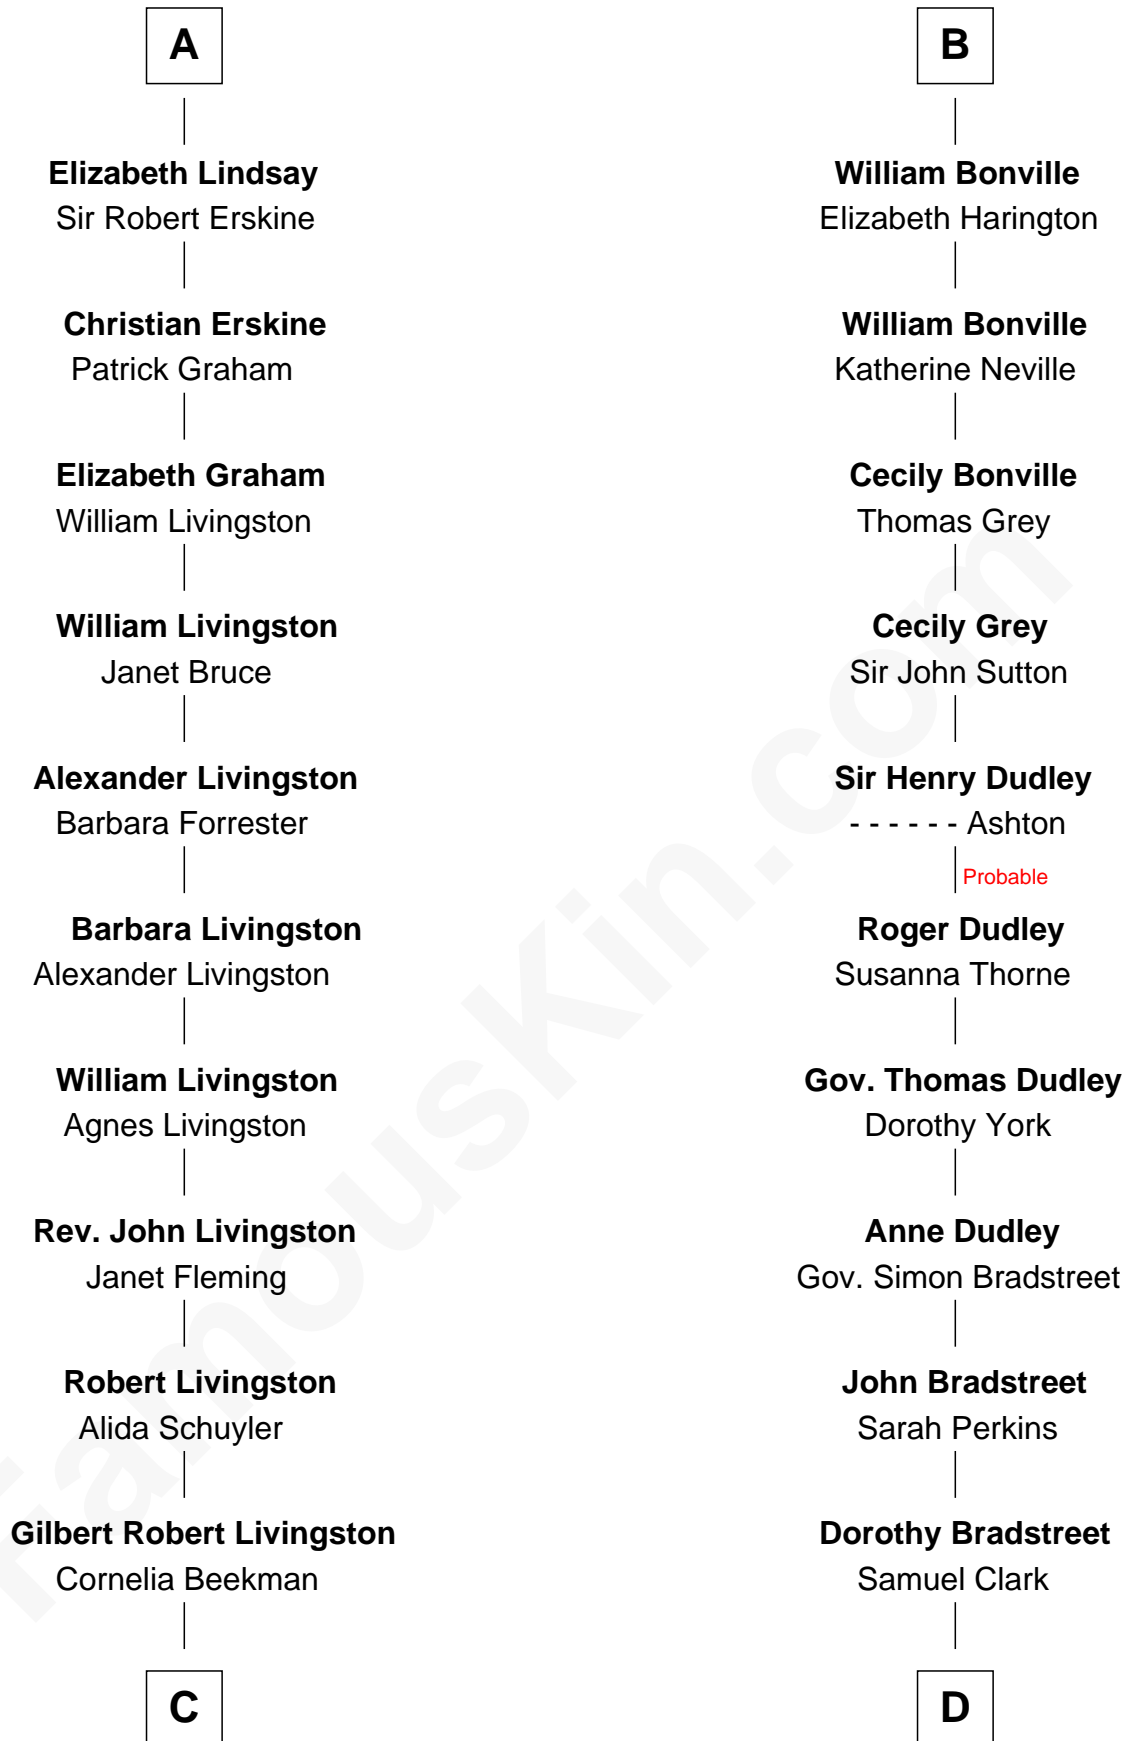 A
Elizabeth Lindsay
Sir Robert Erskine
Christian Erskine
Patrick Graham
Elizabeth Graham
William Livingston
William Livingston
Janet Bruce
Alexander Livingston
Barbara Forrester
Barbara Livingston
Alexander Livingston
William Livingston
Agnes Livingston
Rev. John Livingston
Janet Fleming
Robert Livingston
Alida Schuyler
Gilbert Robert Livingston
Cornelia Beekman
C
B
William Bonville
Elizabeth Harington
William Bonville
Katherine Neville
Cecily Bonville
Thomas Grey
Cecily Grey
Sir John Sutton
Sir Henry Dudley
- - - - - - Ashton
Probable
Roger Dudley
Susanna Thorne
Gov. Thomas Dudley
Dorothy York
Anne Dudley
Gov. Simon Bradstreet
John Bradstreet
Sarah Perkins
Dorothy Bradstreet
Samuel Clark
D
FamousKin.com